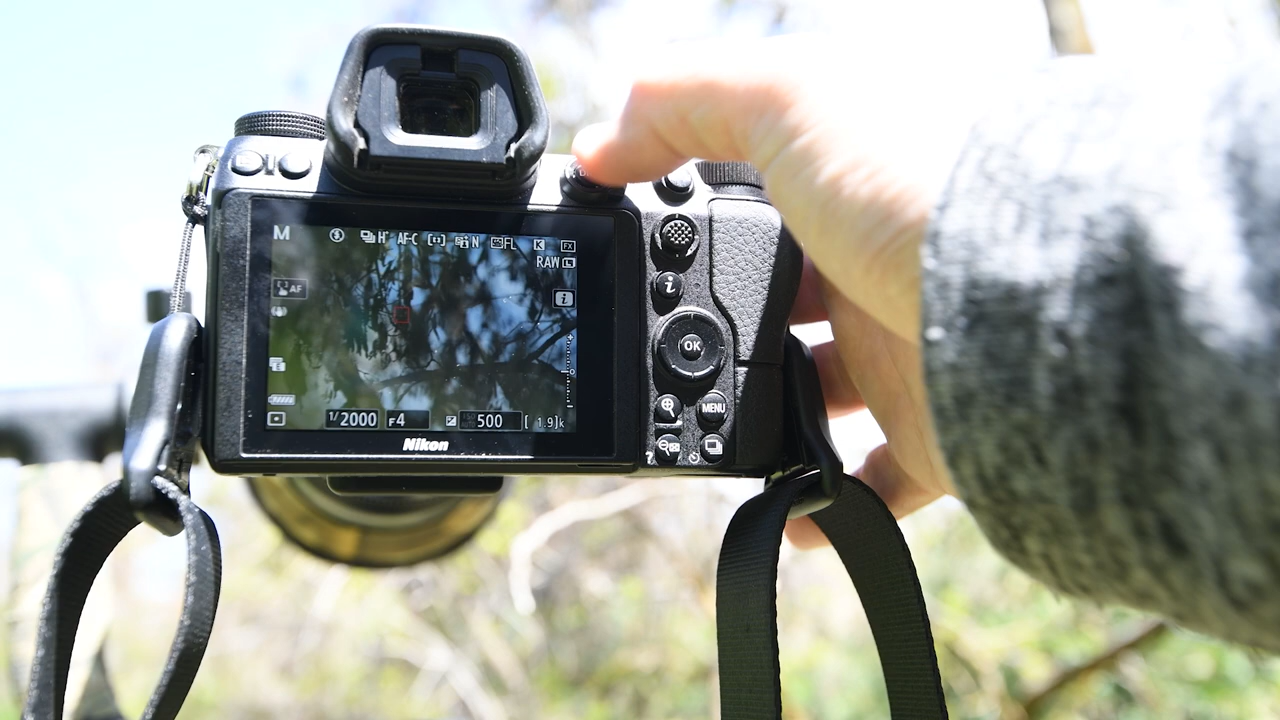 M H* AF-C N FL K FX
RAW L
AF
i
i
E
OK
1/2000 F4 500 [ 1.9]k
MENU
Nikon